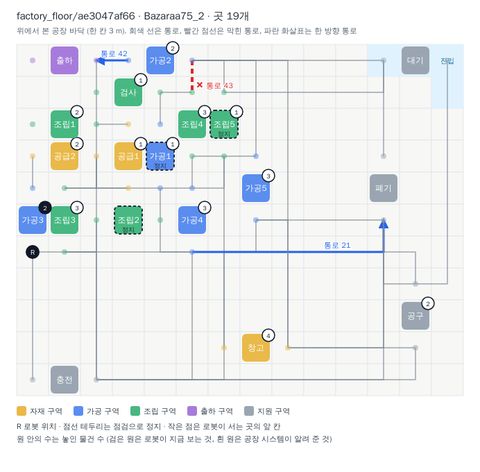 factory_floor/ae3047af66 · Bazaraa75_2 · 곳 19개
위에서 본 공장 바닥 (한 칸 3 m). 회색 선은 통로, 빨간 점선은 막힌 통로, 파란 화살표는 한 방향 통로
통로 42
출하
가공2
2
대기
전립
검사
1
✕ 통로 43
조립1
2
조립4
3
조립5
1
정지
공급2
2
공급1
1
가공1
1
정지
가공5
3
폐기
가공3
2
조립3
3
조립2
정지
가공4
3
R
통로 21
공구
2
창고
4
충전
자재 구역
가공 구역
조립 구역
출하 구역
지원 구역
R 로봇 위치 · 점선 테두리는 점검으로 정지 · 작은 점은 로봇이 서는 곳의 앞 칸
원 안의 수는 놓인 물건 수 (검은 원은 로봇이 지금 보는 것, 흰 원은 공장 시스템이 알려 준 것)